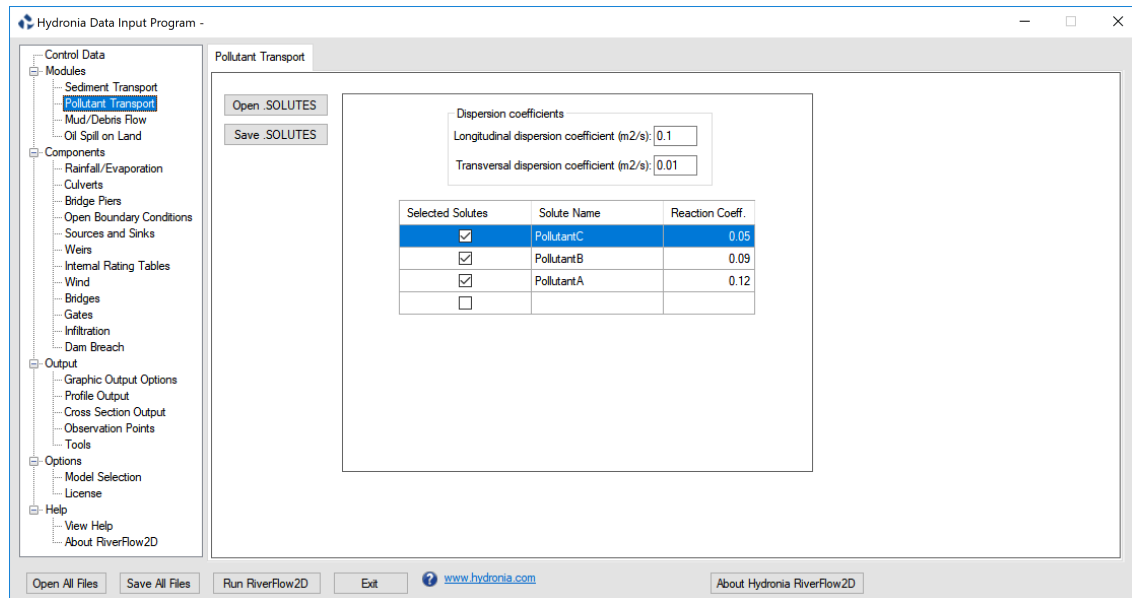 Hydronia Data Input Program -
Control Data
Modules
Sediment Transport
Pollutant Transport
Mud/Debris Flow
Oil Spill on Land
Components
Rainfall/Evaporation
Culverts
Bridge Piers
Open Boundary Conditions
Sources and Sinks
Weirs
Internal Rating Tables
Wind
Bridges
Gates
Infiltration
Dam Breach
Output
Graphic Output Options
Profile Output
Cross Section Output
Observation Points
Tools
Options
Model Selection
License
Help
View Help
About RiverFlow2D
Pollutant Transport
Open .SOLUTES
Save .SOLUTES
Dispersion coefficients
Longitudinal dispersion coefficient (m2/s): 0.1
Transversal dispersion coefficient (m2/s): 0.01
Selected Solutes Solute Name Reaction Coeff.
PollutantC 0.05
PollutantB 0.09
PollutantA 0.12
Open All Files Save All Files Run RiverFlow2D Exit ? www.hydronia.com About Hydronia RiverFlow2D